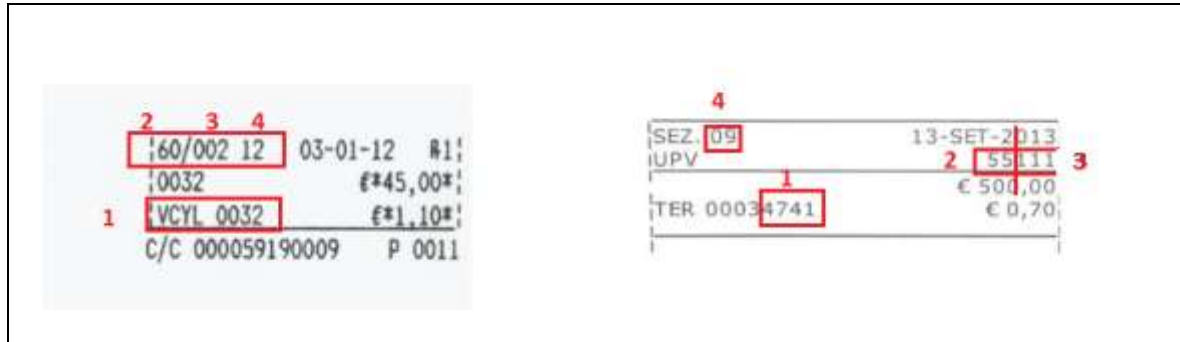 2 3 4
60/002 12 03-01-12 R1
0032 €*45,00*
1 VCYL 0032 €*1,10*
C/C 000059190009 P 0011
4
SEZ. 09 13-SET-2013
UPV 2 55111 3
€ 500,00
1
TER 00034741 € 0,70